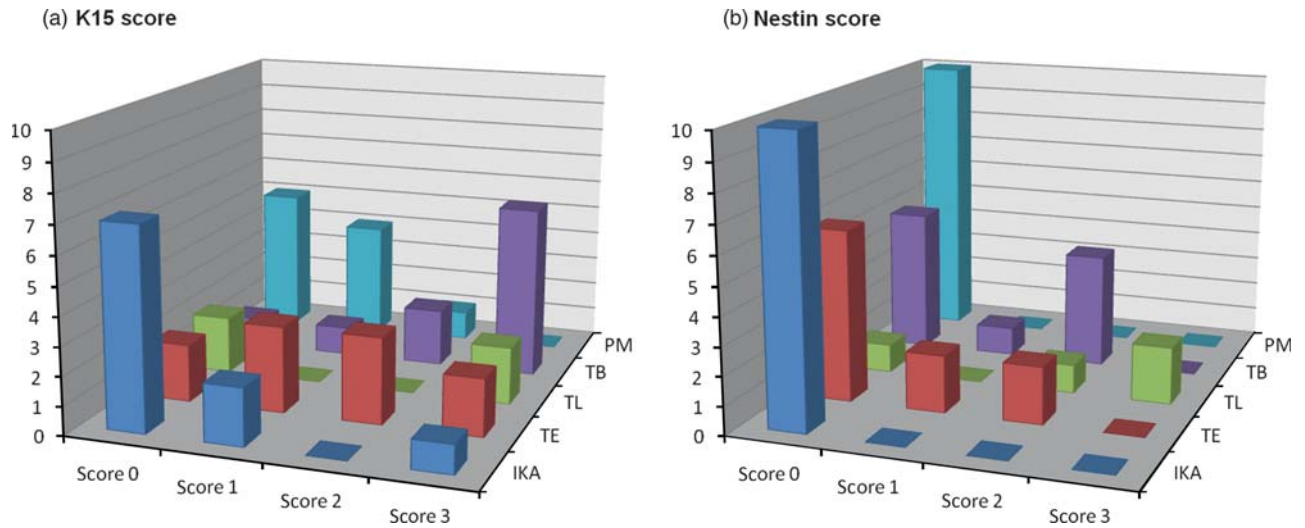 (a) K15 score
10
9
8
7
6
5
4
3
2
1
0
Score 0
Score 1
Score 2
Score 3
IKA
TE
TL
TB
PM
(b) Nestin score
10
9
8
7
6
5
4
3
2
1
0
Score 0
Score 1
Score 2
Score 3
IKA
TE
TL
TB
PM